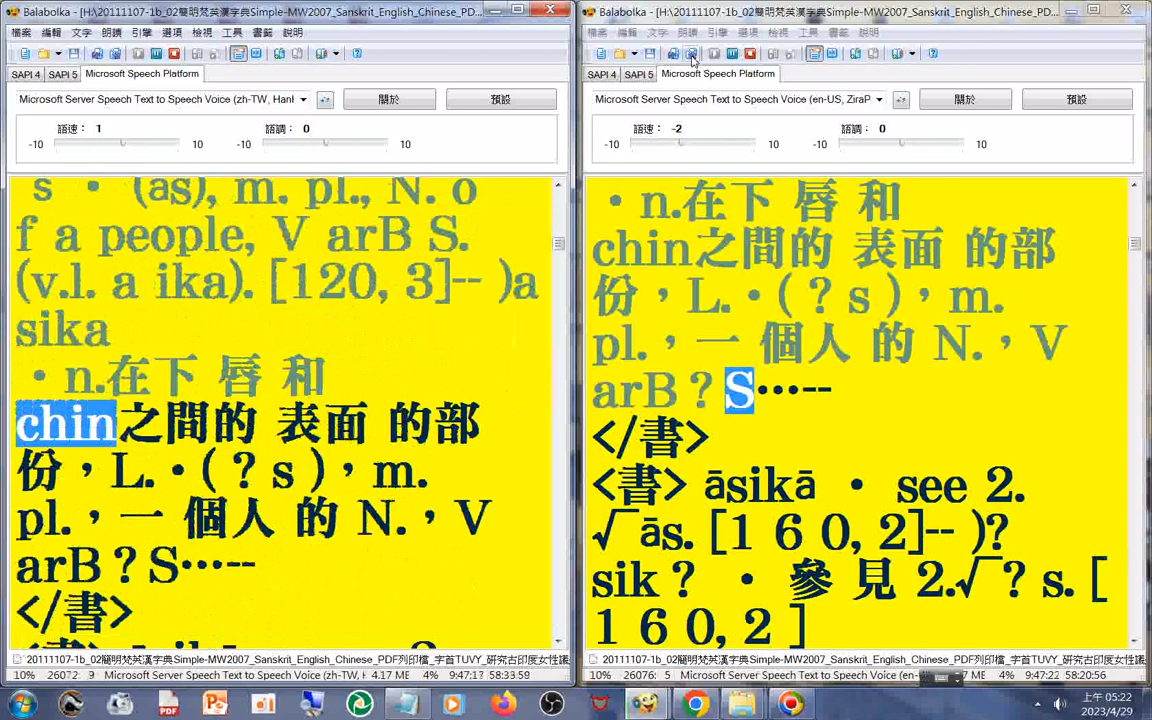 Balabolka - [H:\20111107-1b_02簡明梵英漢字典Simple-MW2007_Sanskrit_English_Chinese_PD...
檔案 編輯 文字 朗讀 引擎 選項 檢視 工具 書籤 說明
SAPI 4 SAPI 5 Microsoft Speech Platform
Microsoft Server Speech Text to Speech Voice (zh-TW, Hanl
關於
預設
語速： 1
語調： 0
-10 10 -10 10
s • (as), m. pl., N. o
f a people, V arB S.
(v.l. a ika). [120, 3]-- )a
sika
• n.在下 唇 和
chin之間的 表面 的部
份，L.•(？s )，m.
pl.，一 個人 的 N.，V
arB？S…--
</書>
20111107-1b_02簡明梵英漢字典Simple-MW2007_Sanskrit_English_Chinese_PDF列印檔_字首TUVY_研究古印度女性議
10% 26072: 9 Microsoft Server Speech Text to Speech Voice (zh-TW, 4.17 ME 4% 9:47:17 58:33:59
Balabolka - [H:\20111107-1b_02簡明梵英漢字典Simple-MW2007_Sanskrit_English_Chinese_PD...
檔案 編輯 文字 朗讀 引擎 選項 檢視 工具 書籤 說明
SAPI 4 SAPI 5 Microsoft Speech Platform
Microsoft Server Speech Text to Speech Voice (en-US, ZiraP
關於
預設
語速： -2
語調： 0
-10 10 -10 10
• n.在下 唇 和
chin之間的 表面 的部
份，L.•(？s )，m.
pl.，一 個人 的 N.，V
arB？S…--
</書>
<書> āsikā • see 2.
√ās. [1 6 0, 2]-- )?
sik？ • 參 見 2.√？s. [
1 6 0, 2 ]
20111107-1b_02簡明梵英漢字典Simple-MW2007_Sanskrit_English_Chinese_PDF列印檔_字首TUVY_研究古印度女性議
10% 26076: 5 Microsoft Server Speech Text to Speech Voice (en- 4.17 ME 4% 9:47:22 58:20:56
上午 05:22
2023/4/29